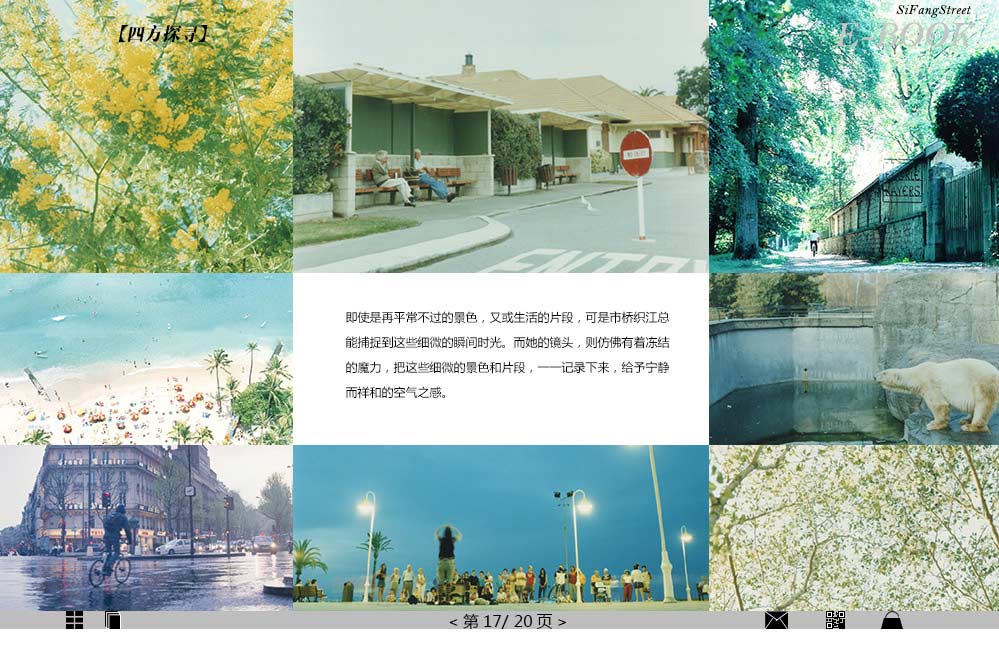 【四方探寻】
SiFangStreet
E-BOOK
即使是再平常不过的景色，又或生活的片段，可是市桥织江总
能捕捉到这些细微的瞬间时光。而她的镜头，则仿佛有着冻结
的魔力，把这些细微的景色和片段，一一记录下来，给予宁静
而祥和的空气之感。
< 第 17/ 20 页 >